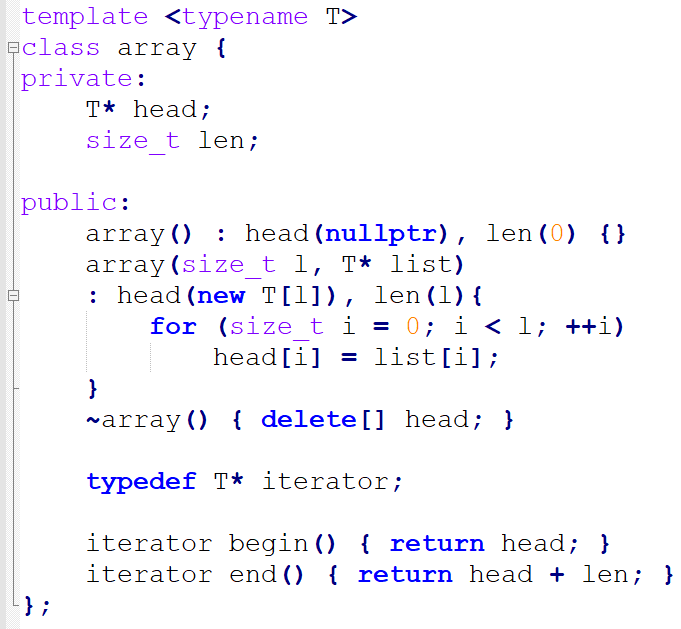 template <typename T>
class array {
private:
    T* head;
    size_t len;

public:
    array() : head(nullptr), len(0) {}
    array(size_t l, T* list)
    : head(new T[l]), len(l){
        for (size_t i = 0; i < l; ++i)
            head[i] = list[i];
    }
    ~array() { delete[] head; }

    typedef T* iterator;

    iterator begin() { return head; }
    iterator end() { return head + len; }
};